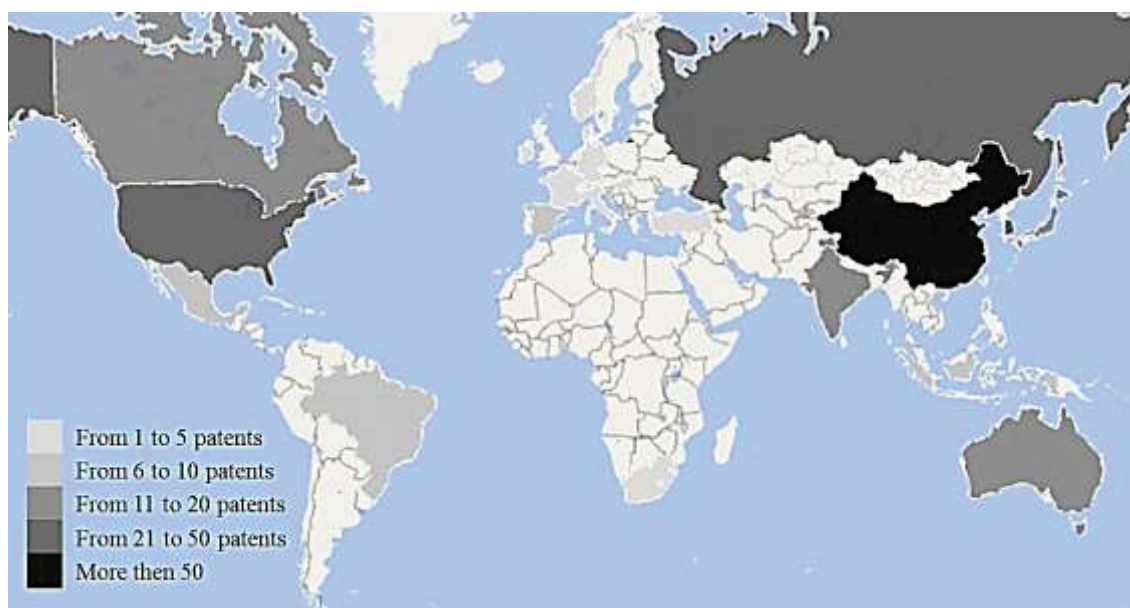 From 1 to 5 patents
From 6 to 10 patents
From 11 to 20 patents
From 21 to 50 patents
More then 50